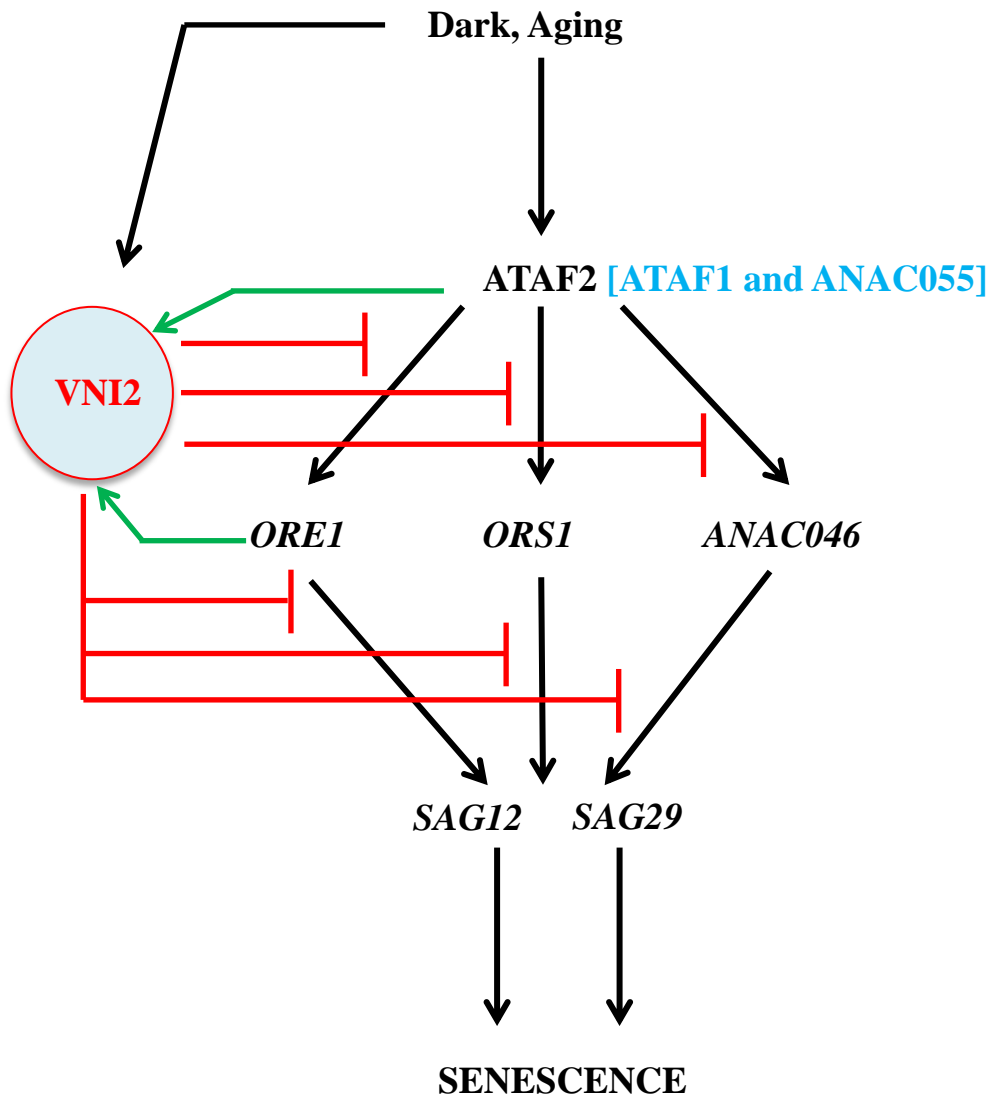 Dark, Aging
ATAF2 [ATAF1 and ANAC055]
VNI2
ORE1 ORS1 ANAC046
SAG12 SAG29
SENESCENCE